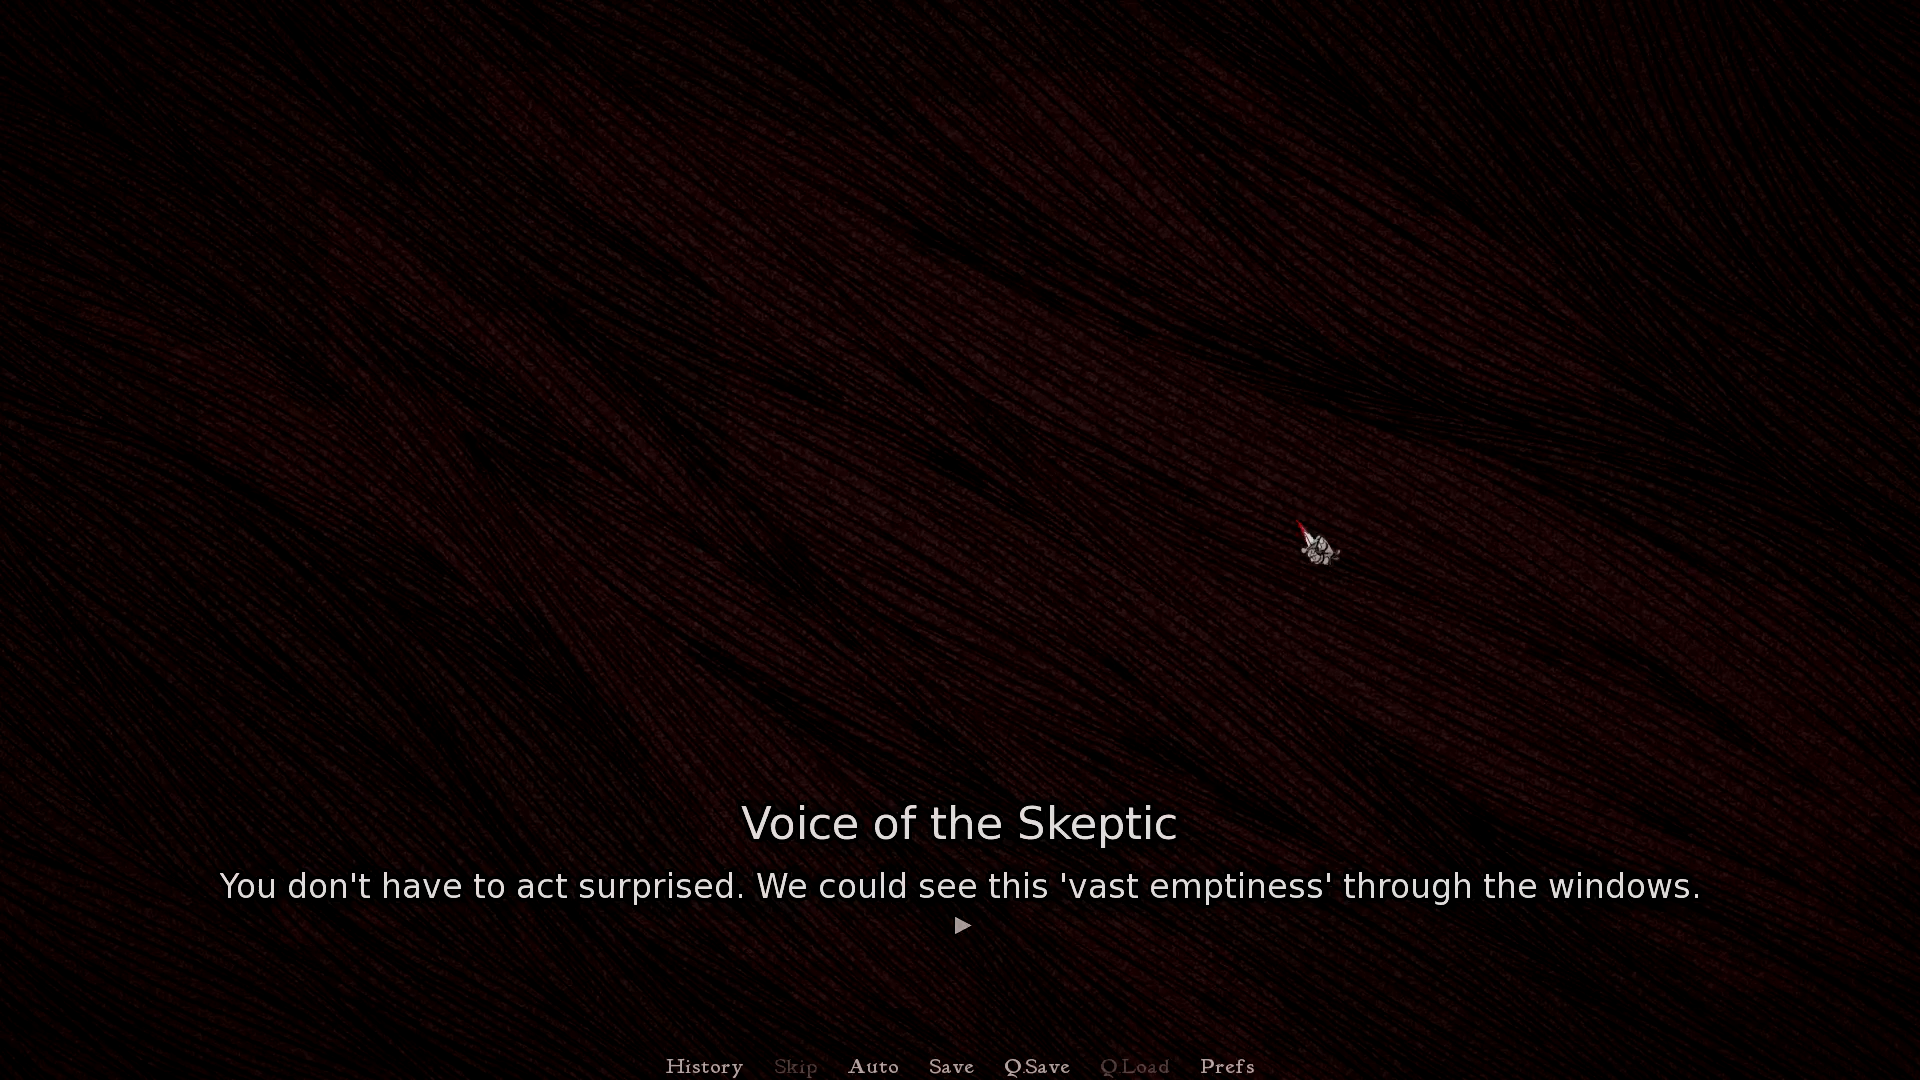 Voice of the Skeptic
You don't have to act surprised. We could see this 'vast emptiness' through the windows.
History Skip Auto Save Q.Save Q.Load Prefs